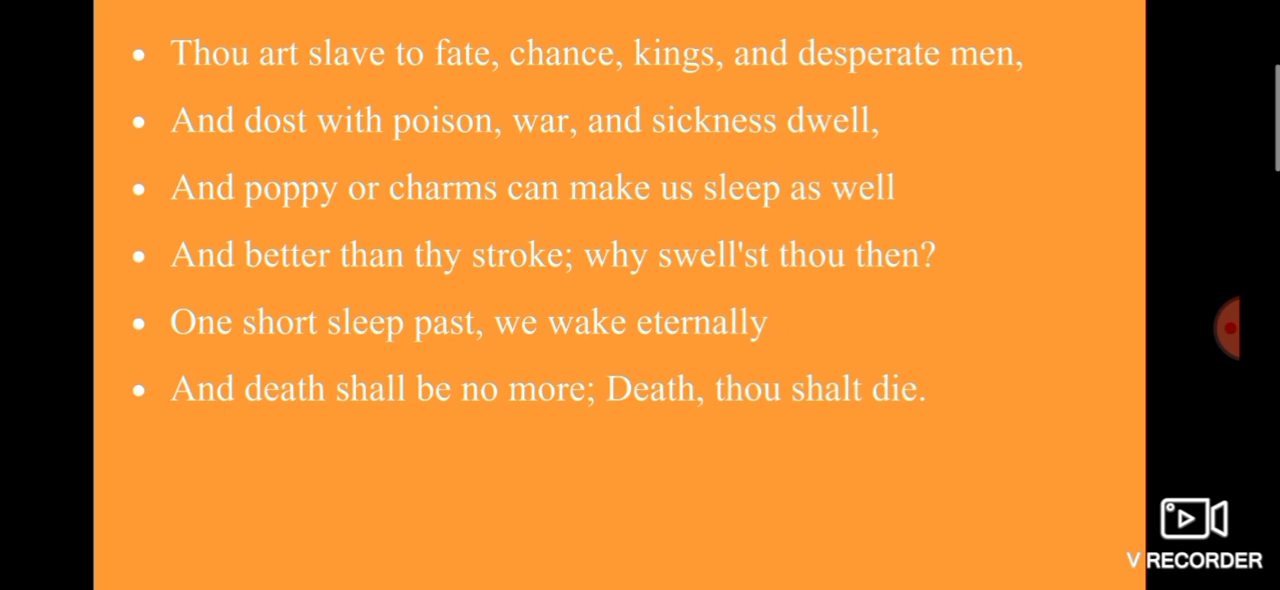 • Thou art slave to fate, chance, kings, and desperate men,
• And dost with poison, war, and sickness dwell,
• And poppy or charms can make us sleep as well
• And better than thy stroke; why swell'st thou then?
• One short sleep past, we wake eternally
• And death shall be no more; Death, thou shalt die.
V RECORDER